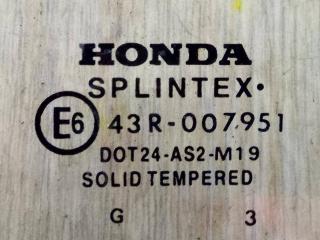 HONDA
SPLINTEX•
E6 43R-007951
DOT24-AS2-M19
SOLID TEMPERED
G 3